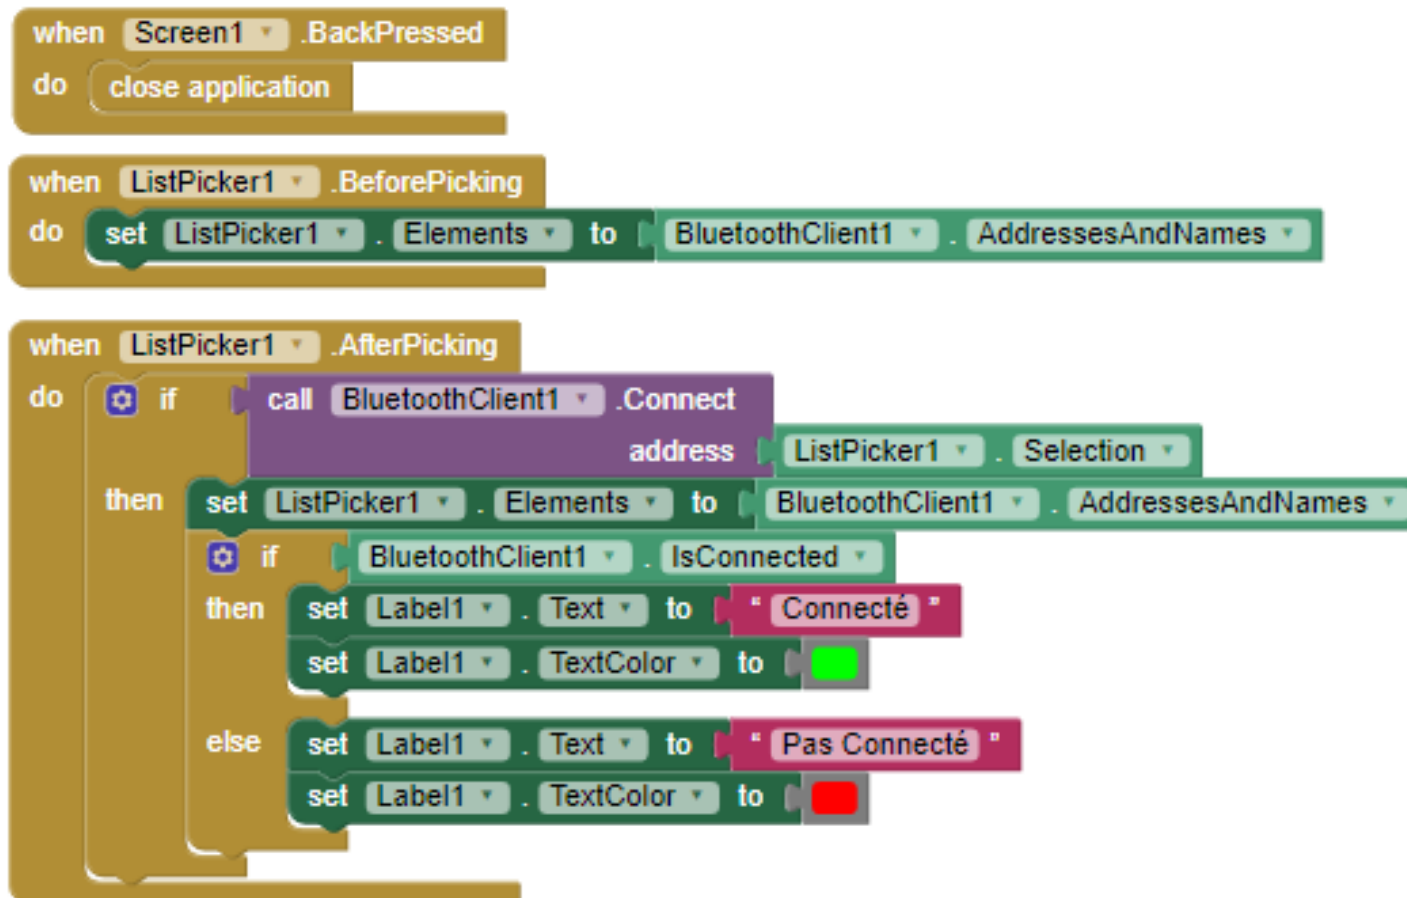 when Screen1 .BackPressed
do close application
when ListPicker1 .BeforePicking
do set ListPicker1 . Elements to BluetoothClient1 . AddressesAndNames
when ListPicker1 .AfterPicking
do if call BluetoothClient1 .Connect
address ListPicker1 . Selection
then set ListPicker1 . Elements to BluetoothClient1 . AddressesAndNames
if BluetoothClient1 . IsConnected
then set Label1 . Text to " Connecté "
set Label1 . TextColor to
else set Label1 . Text to " Pas Connecté "
set Label1 . TextColor to